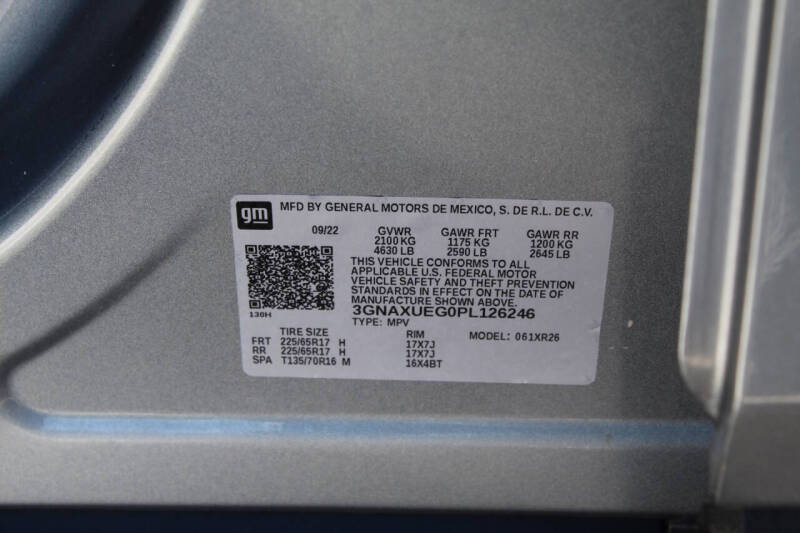 gm MFD BY GENERAL MOTORS DE MEXICO, S. DE R.L. DE C.V.
09/22 GVWR GAWR FRT GAWR RR
2100 KG 1175 KG 1200 KG
4630 LB 2590 LB 2645 LB
THIS VEHICLE CONFORMS TO ALL
APPLICABLE U.S. FEDERAL MOTOR
VEHICLE SAFETY AND THEFT PREVENTION
STANDARDS IN EFFECT ON THE DATE OF
MANUFACTURE SHOWN ABOVE.
130H 3GNAXUEG0PL126246
TYPE: MPV
TIRE SIZE RIM MODEL: 061XR26
FRT 225/65R17 H 17X7J
RR 225/65R17 H 17X7J
SPA T135/70R16 M 16X4BT